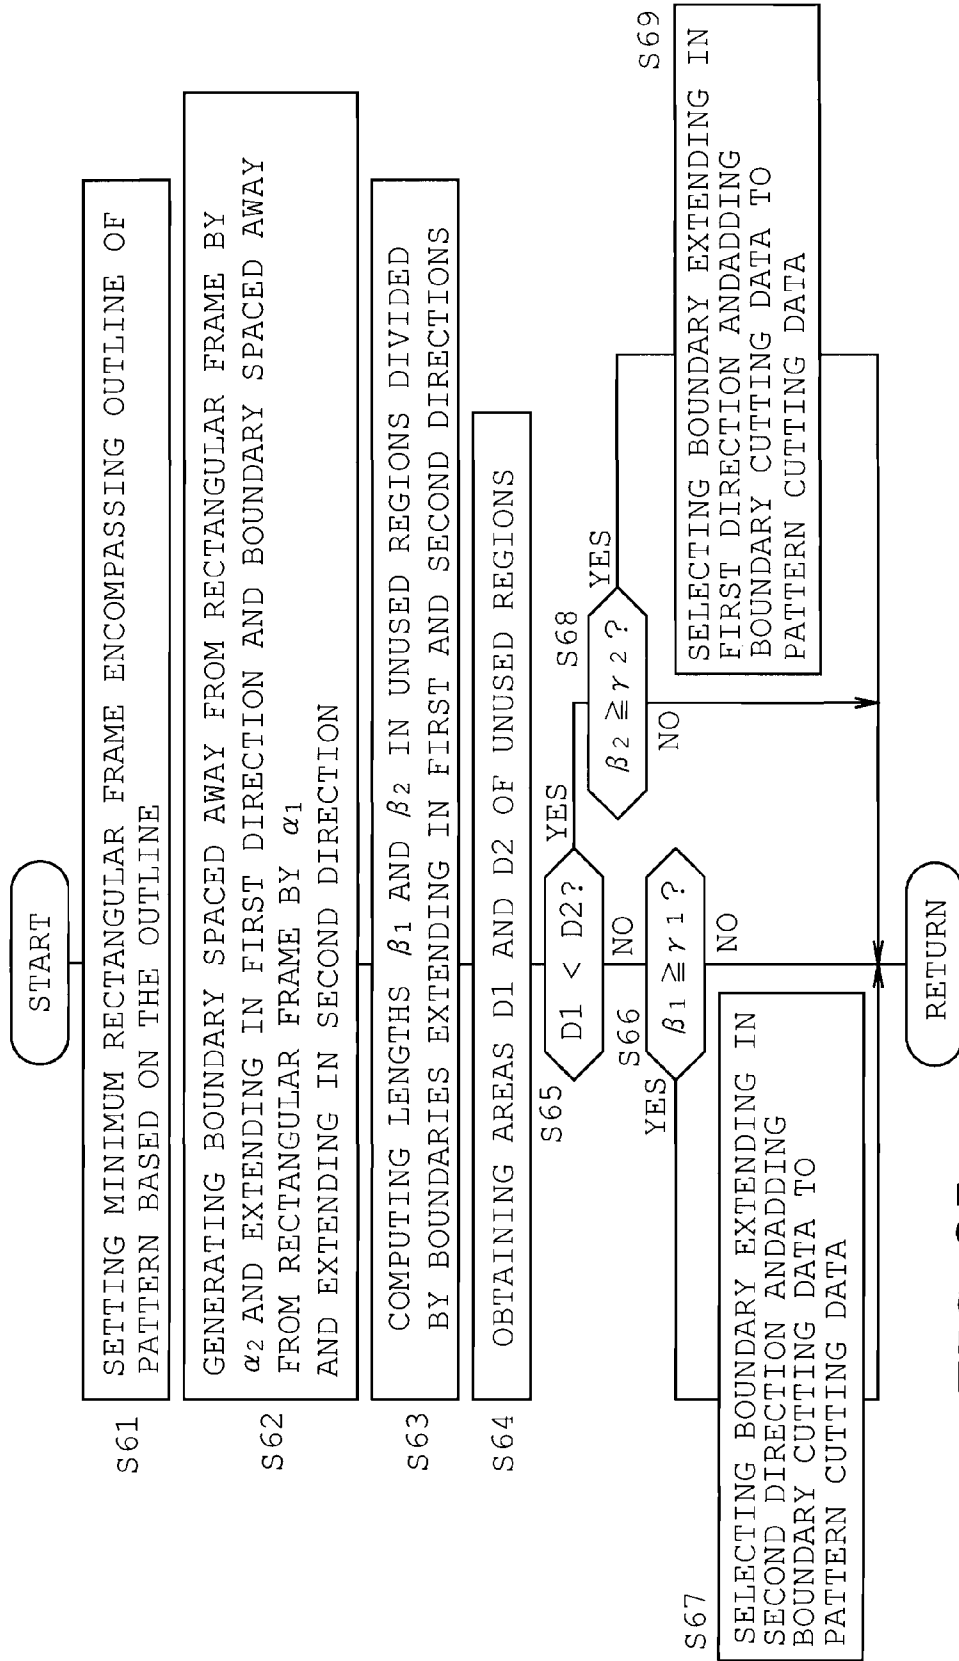 START
S61
SETTING MINIMUM RECTANGULAR FRAME ENCOMPASSING OUTLINE OF
PATTERN BASED ON THE OUTLINE
S62
GENERATING BOUNDARY SPACED AWAY FROM RECTANGULAR FRAME BY
α2 AND EXTENDING IN FIRST DIRECTION AND BOUNDARY SPACED AWAY
FROM RECTANGULAR FRAME BY α1
AND EXTENDING IN SECOND DIRECTION
S63
COMPUTING LENGTHS β1 AND β2 IN UNUSED REGIONS DIVIDED
BY BOUNDARIES EXTENDING IN FIRST AND SECOND DIRECTIONS
S64
OBTAINING AREAS D1 AND D2 OF UNUSED REGIONS
S65
D1 < D2?
YES
NO
S66
β1 ≧ γ1?
YES
NO
S68
β2 ≧ γ2?
YES
NO
S67
SELECTING BOUNDARY EXTENDING IN
SECOND DIRECTION ANDADDING
BOUNDARY CUTTING DATA TO
PATTERN CUTTING DATA
S69
SELECTING BOUNDARY EXTENDING IN
FIRST DIRECTION ANDADDING
BOUNDARY CUTTING DATA TO
PATTERN CUTTING DATA
RETURN